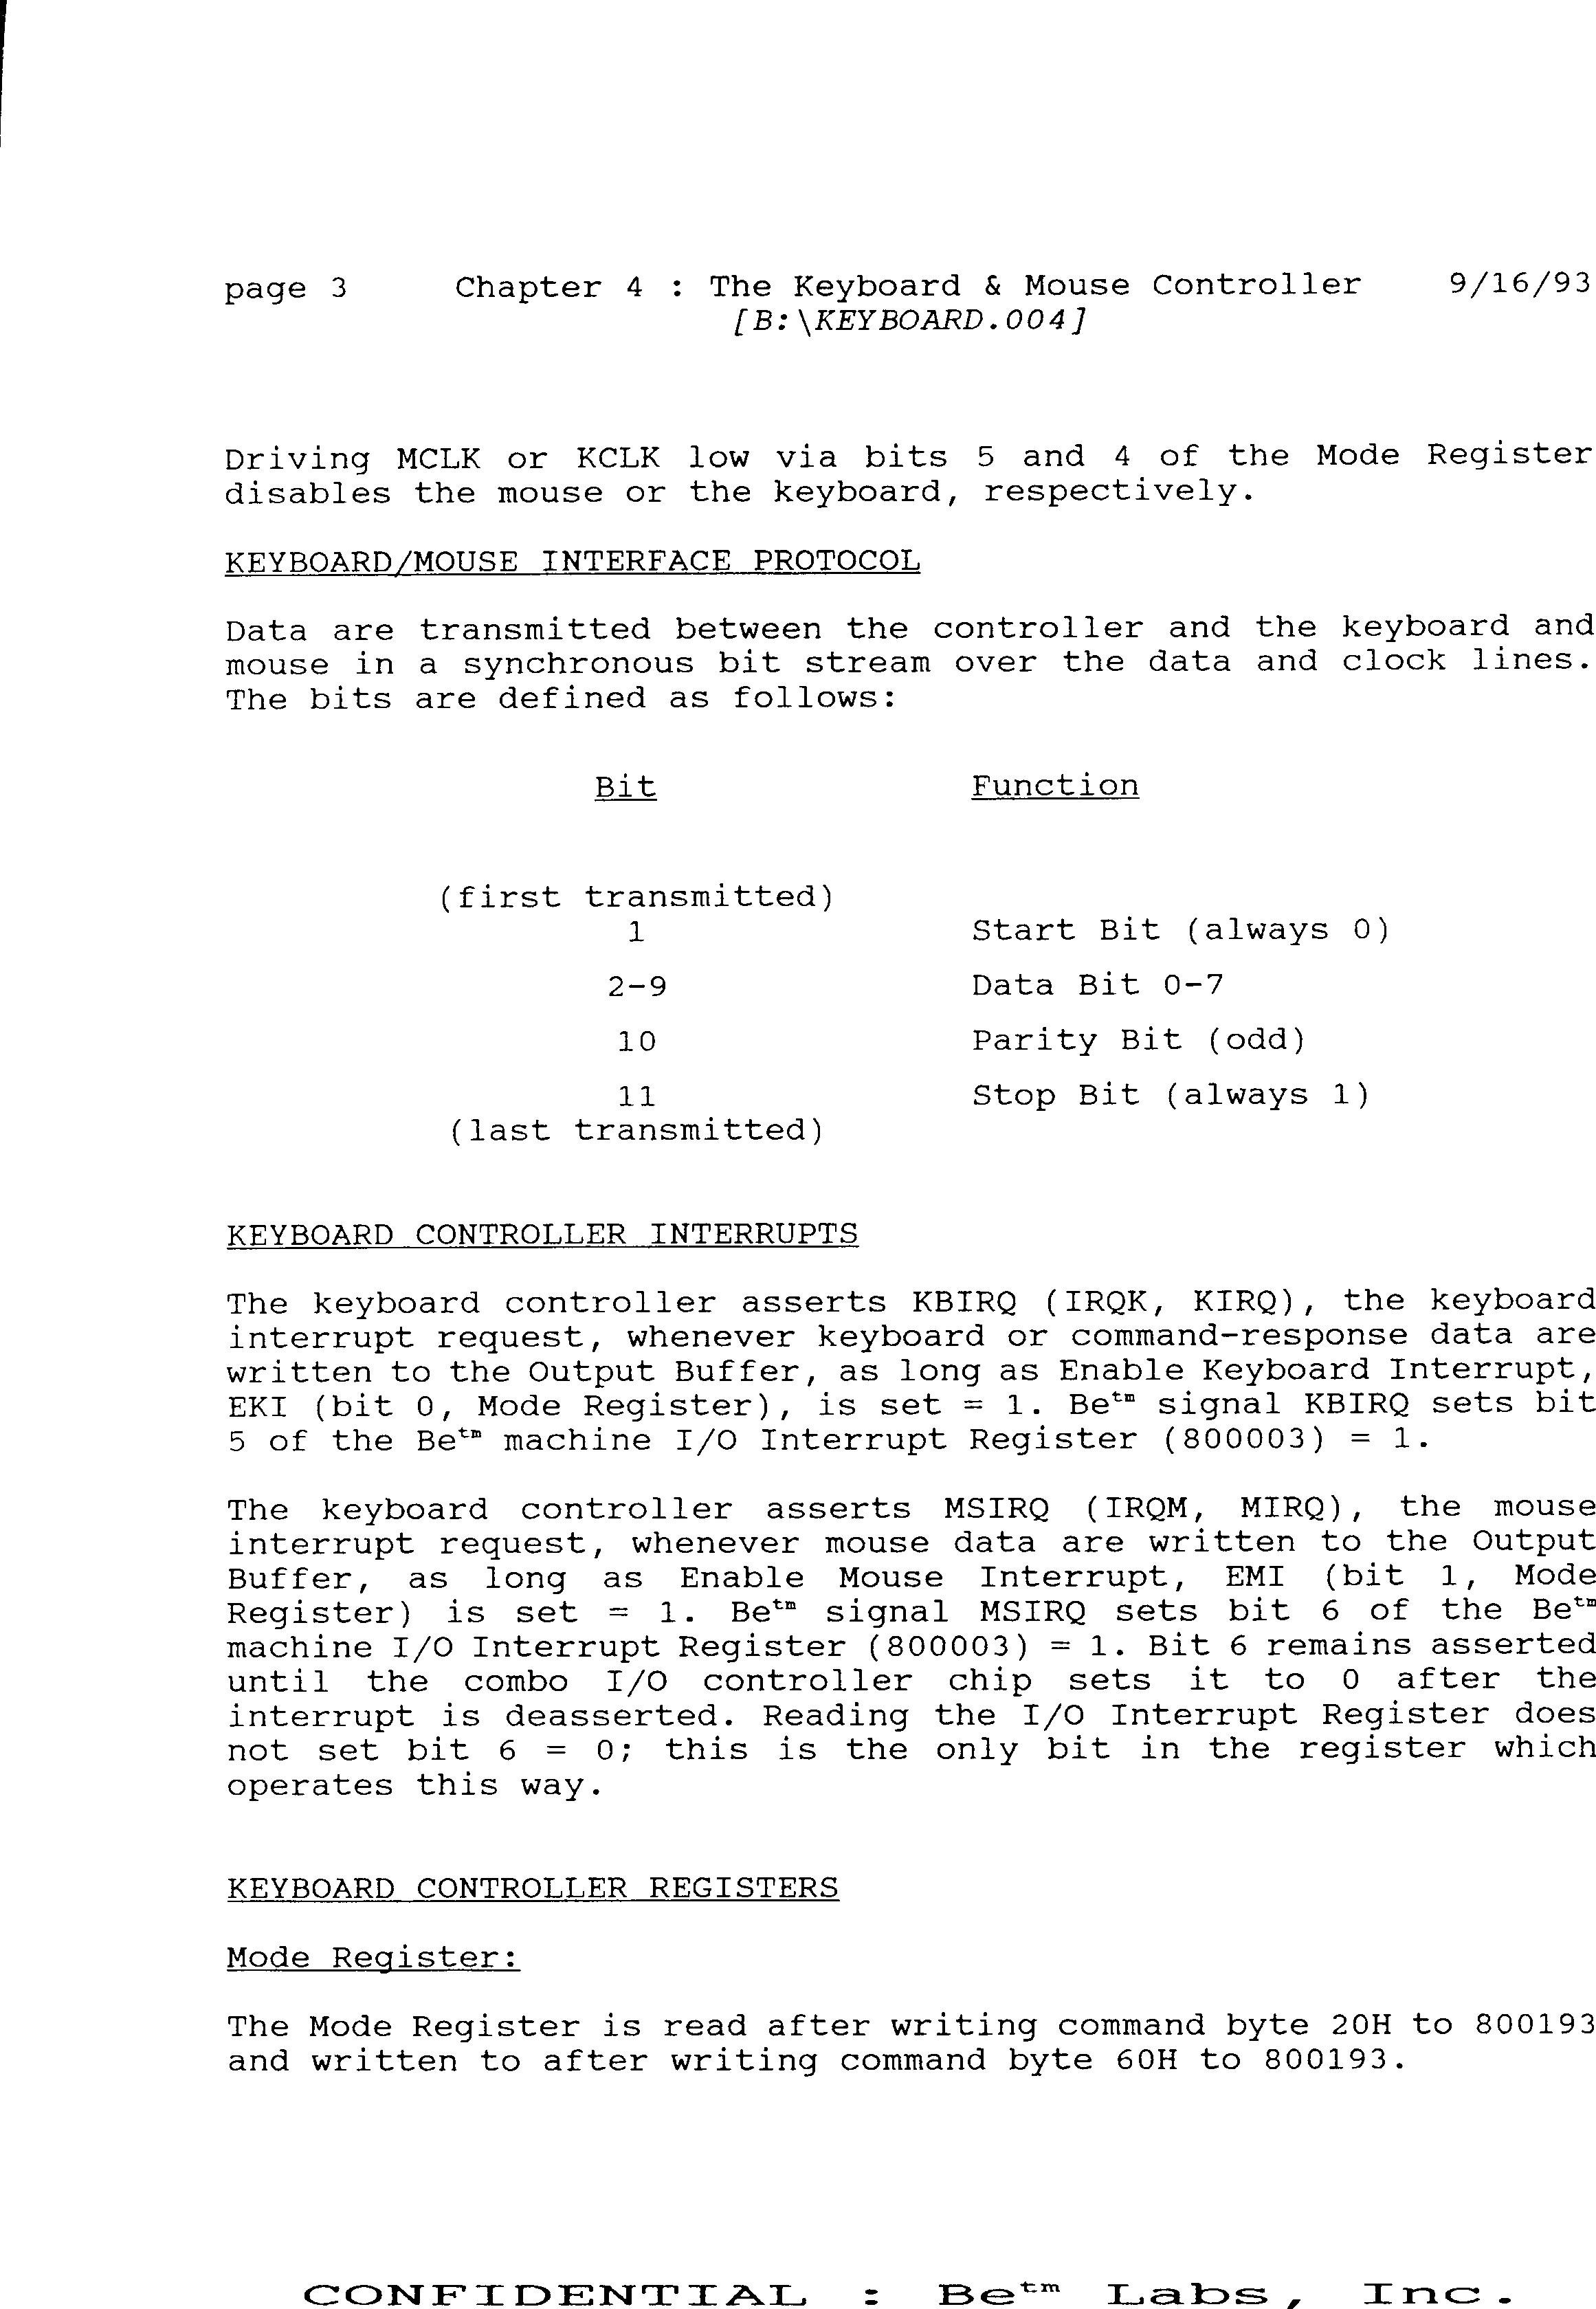 page 3 Chapter 4 : The Keyboard & Mouse Controller 9/16/93
[B:\KEYBOARD.004]
Driving MCLK or KCLK low via bits 5 and 4 of the Mode Register
disables the mouse or the keyboard, respectively.
KEYBOARD/MOUSE INTERFACE PROTOCOL
Data are transmitted between the controller and the keyboard and
mouse in a synchronous bit stream over the data and clock lines.
The bits are defined as follows:
Bit Function
(first transmitted)
1 Start Bit (always 0)
2-9 Data Bit 0-7
10 Parity Bit (odd)
11 Stop Bit (always 1)
(last transmitted)
KEYBOARD CONTROLLER INTERRUPTS
The keyboard controller asserts KBIRQ (IRQK, KIRQ), the keyboard
interrupt request, whenever keyboard or command-response data are
written to the Output Buffer, as long as Enable Keyboard Interrupt,
EKI (bit 0, Mode Register), is set = 1. Be™ signal KBIRQ sets bit
5 of the Be™ machine I/O Interrupt Register (800003) = 1.
The keyboard controller asserts MSIRQ (IRQM, MIRQ), the mouse
interrupt request, whenever mouse data are written to the Output
Buffer, as long as Enable Mouse Interrupt, EMI (bit 1, Mode
Register) is set = 1. Be™ signal MSIRQ sets bit 6 of the Be™
machine I/O Interrupt Register (800003) = 1. Bit 6 remains asserted
until the combo I/O controller chip sets it to 0 after the
interrupt is deasserted. Reading the I/O Interrupt Register does
not set bit 6 = 0; this is the only bit in the register which
operates this way.
KEYBOARD CONTROLLER REGISTERS
Mode Register:
The Mode Register is read after writing command byte 20H to 800193
and written to after writing command byte 60H to 800193.
CONFIDENTIAL : Be™ Labs, Inc.